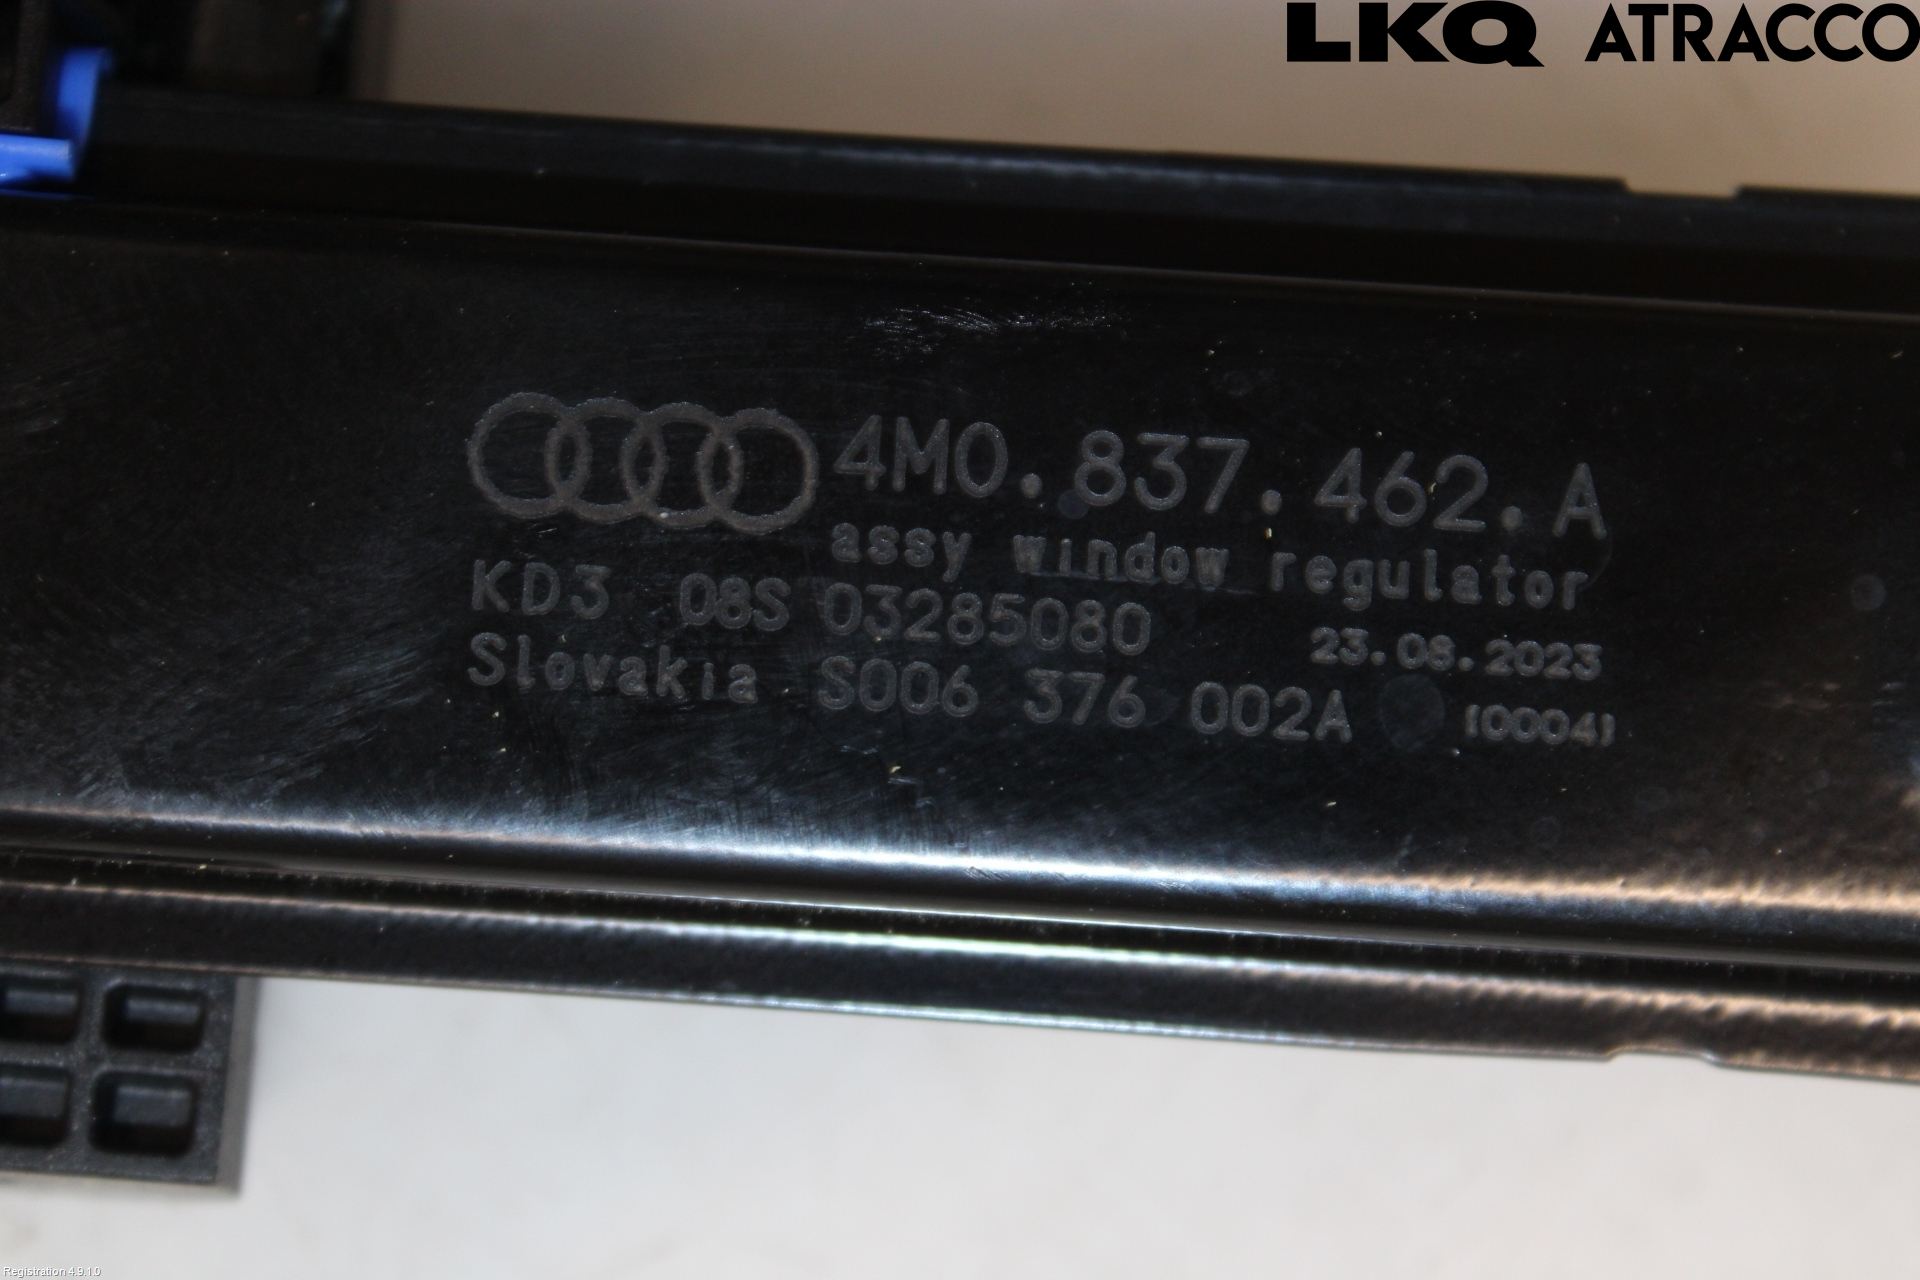 LKQ ATRACCO
4M0.837.462.A
assy window regulator
KD3 08S 03285080
23.08.2023
Slovakia S006 376 002A
(00004)
Registration 4.9.1.0